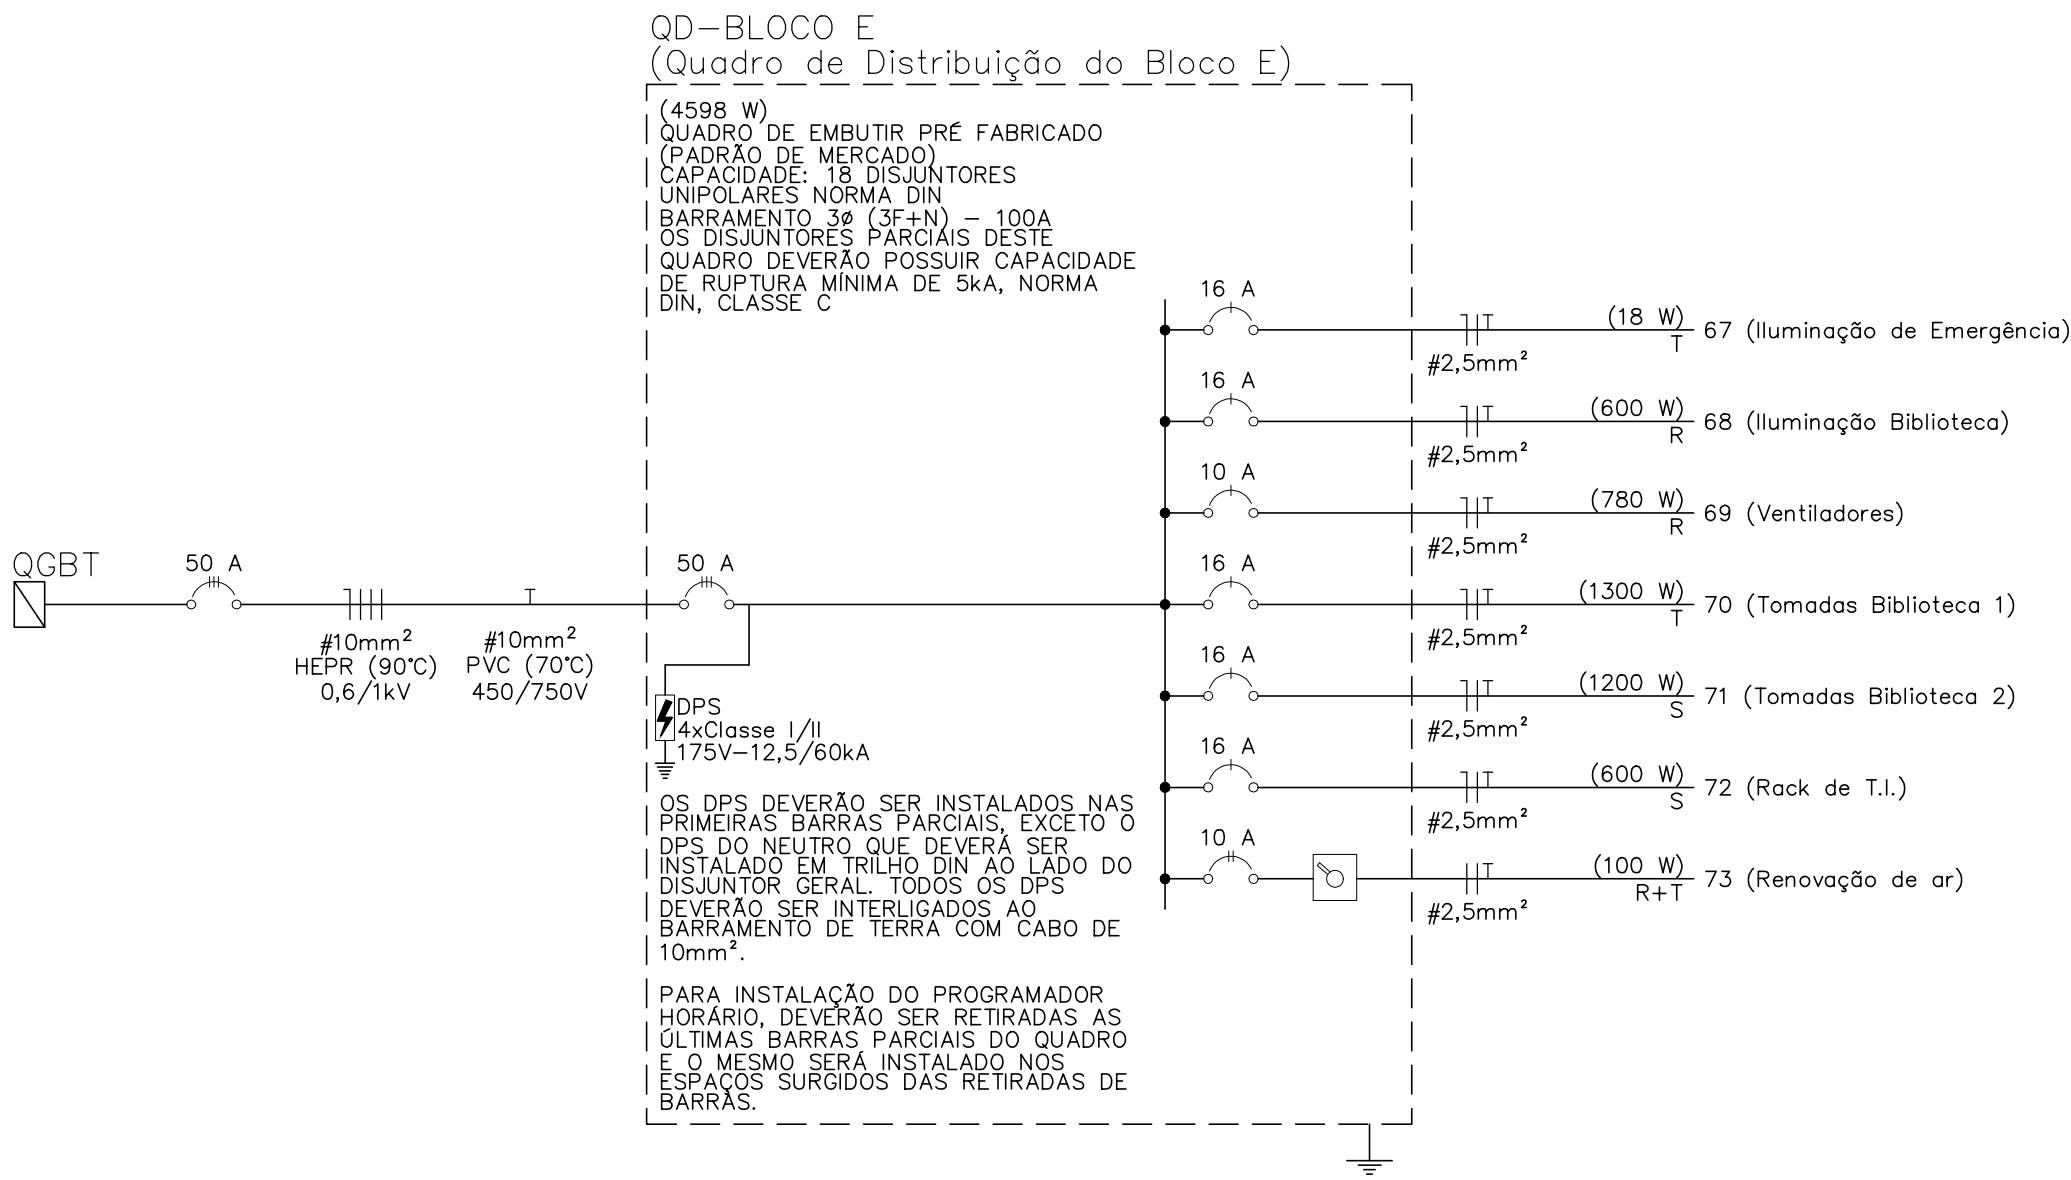 QD-BLOCO E
(Quadro de Distribuição do Bloco E)
(4598 W)
QUADRO DE EMBUTIR PRÉ FABRICADO
(PADRÃO DE MERCADO)
CAPACIDADE: 18 DISJUNTORES
UNIPOLARES NORMA DIN
BARRAMENTO 3ø (3F+N) - 100A
OS DISJUNTORES PARCIAIS DESTE
QUADRO DEVERÃO POSSUIR CAPACIDADE
DE RUPTURA MÍNIMA DE 5kA, NORMA
DIN, CLASSE C
16 A
(18 W)
67 (Iluminação de Emergência)
T
#2,5mm²
16 A
(600 W)
68 (Iluminação Biblioteca)
R
#2,5mm²
10 A
(780 W)
69 (Ventiladores)
R
#2,5mm²
QGBT
50 A
#10mm²
HEPR (90°C)
0,6/1kV
#10mm²
PVC (70°C)
450/750V
50 A
16 A
(1300 W)
70 (Tomadas Biblioteca 1)
T
#2,5mm²
16 A
(1200 W)
71 (Tomadas Biblioteca 2)
S
#2,5mm²
DPS
4xClasse I/II
175V-12,5/60kA
16 A
(600 W)
72 (Rack de T.I.)
S
#2,5mm²
10 A
(100 W)
73 (Renovação de ar)
R+T
#2,5mm²
OS DPS DEVERÃO SER INSTALADOS NAS
PRIMEIRAS BARRAS PARCIAIS, EXCETO O
DPS DO NEUTRO QUE DEVERÁ SER
INSTALADO EM TRILHO DIN AO LADO DO
DISJUNTOR GERAL. TODOS OS DPS
DEVERÃO SER INTERLIGADOS AO
BARRAMENTO DE TERRA COM CABO DE
10mm².
PARA INSTALAÇÃO DO PROGRAMADOR
HORÁRIO, DEVERÃO SER RETIRADAS AS
ÚLTIMAS BARRAS PARCIAIS DO QUADRO
E O MESMO SERÁ INSTALADO NOS
ESPAÇOS SURGIDOS DAS RETIRADAS DE
BARRAS.